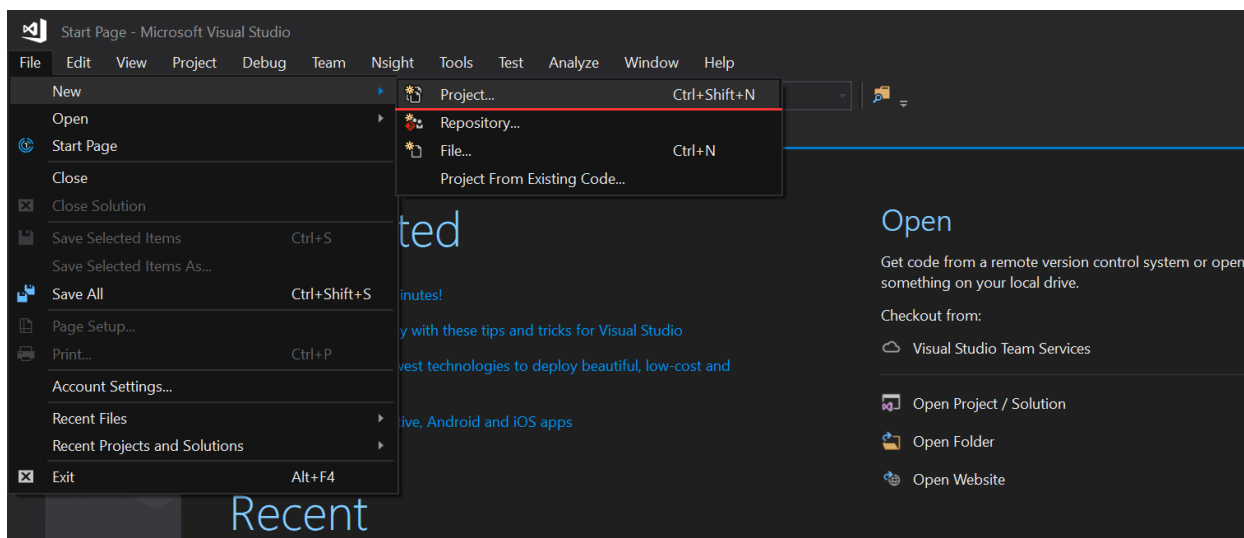 Start Page - Microsoft Visual Studio
File Edit View Project Debug Team Nsight Tools Test Analyze Window Help
New
Open
Start Page
Close
Close Solution
Save Selected Items Ctrl+S
Save Selected Items As...
Save All Ctrl+Shift+S
Page Setup...
Print... Ctrl+P
Account Settings...
Recent Files
Recent Projects and Solutions
Exit Alt+F4
Project... Ctrl+Shift+N
Repository...
File... Ctrl+N
Project From Existing Code...
ted
inutes!
y with these tips and tricks for Visual Studio
west technologies to deploy beautiful, low-cost and
tive, Android and iOS apps
Recent
Open
Get code from a remote version control system or open
something on your local drive.
Checkout from:
Visual Studio Team Services
Open Project / Solution
Open Folder
Open Website